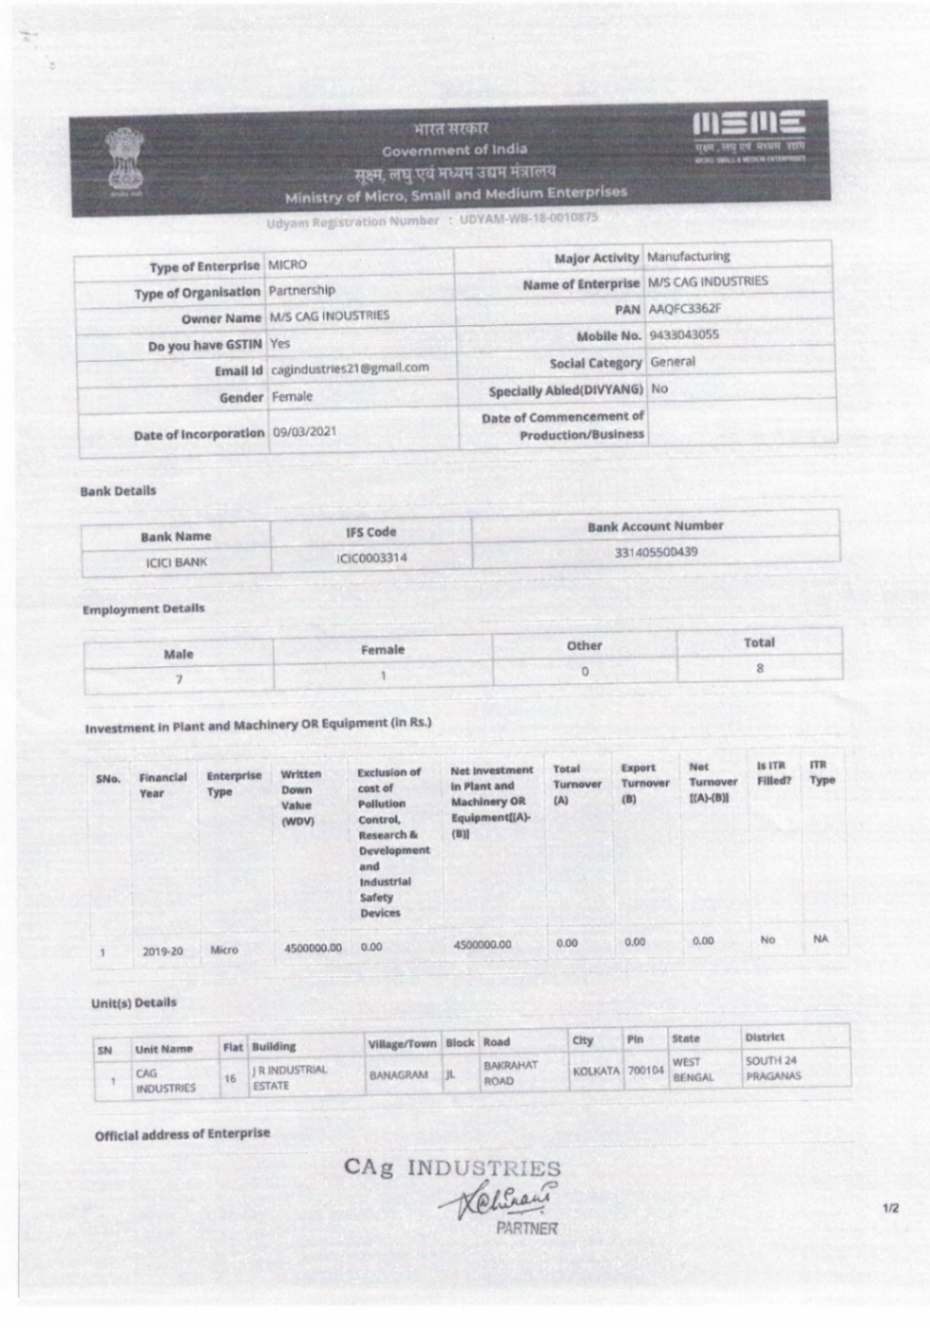 भारत सरकार
Government of India
सूक्ष्म, लघु एवं मध्यम उद्यम मंत्रालय
Ministry of Micro, Small and Medium Enterprises
MSME
सूक्ष्म, लघु एवं मध्यम उद्यम
MICRO, SMALL & MEDIUM ENTERPRISES
Udyam Registration Number : UDYAM-WB-18-0010875
Type of Enterprise MICRO Major Activity Manufacturing
Type of Organisation Partnership Name of Enterprise M/S CAG INDUSTRIES
Owner Name M/S CAG INDUSTRIES PAN AAQFC3362F
Do you have GSTIN Yes Mobile No. 9433043055
Email Id cagindustries21@gmail.com Social Category General
Gender Female Specially Abled(DIVYANG) No
Date of Incorporation 09/03/2021 Date of Commencement of
Production/Business
Bank Details
Bank Name IFS Code Bank Account Number
ICICI BANK ICIC0003314 331405500439
Employment Details
Male Female Other Total
7 1 0 8
Investment in Plant and Machinery OR Equipment (in Rs.)
SNo. Financial Year Enterprise Type Written Down Value (WDV) Exclusion of cost of Pollution Control, Research & Development and Industrial Safety Devices Net Investment in Plant and Machinery OR Equipment[(A)-(B)] Total Turnover (A) Export Turnover (B) Net Turnover [(A)-(B)] Is ITR Filled? ITR Type
1 2019-20 Micro 4500000.00 0.00 4500000.00 0.00 0.00 0.00 No NA
Unit(s) Details
SN Unit Name Flat Building Village/Town Block Road City Pin State District
1 CAG INDUSTRIES 16 J R INDUSTRIAL ESTATE BANAGRAM JL BAKRAHAT ROAD KOLKATA 700104 WEST BENGAL SOUTH 24 PRAGANAS
Official address of Enterprise
CAg INDUSTRIES
PARTNER
1/2